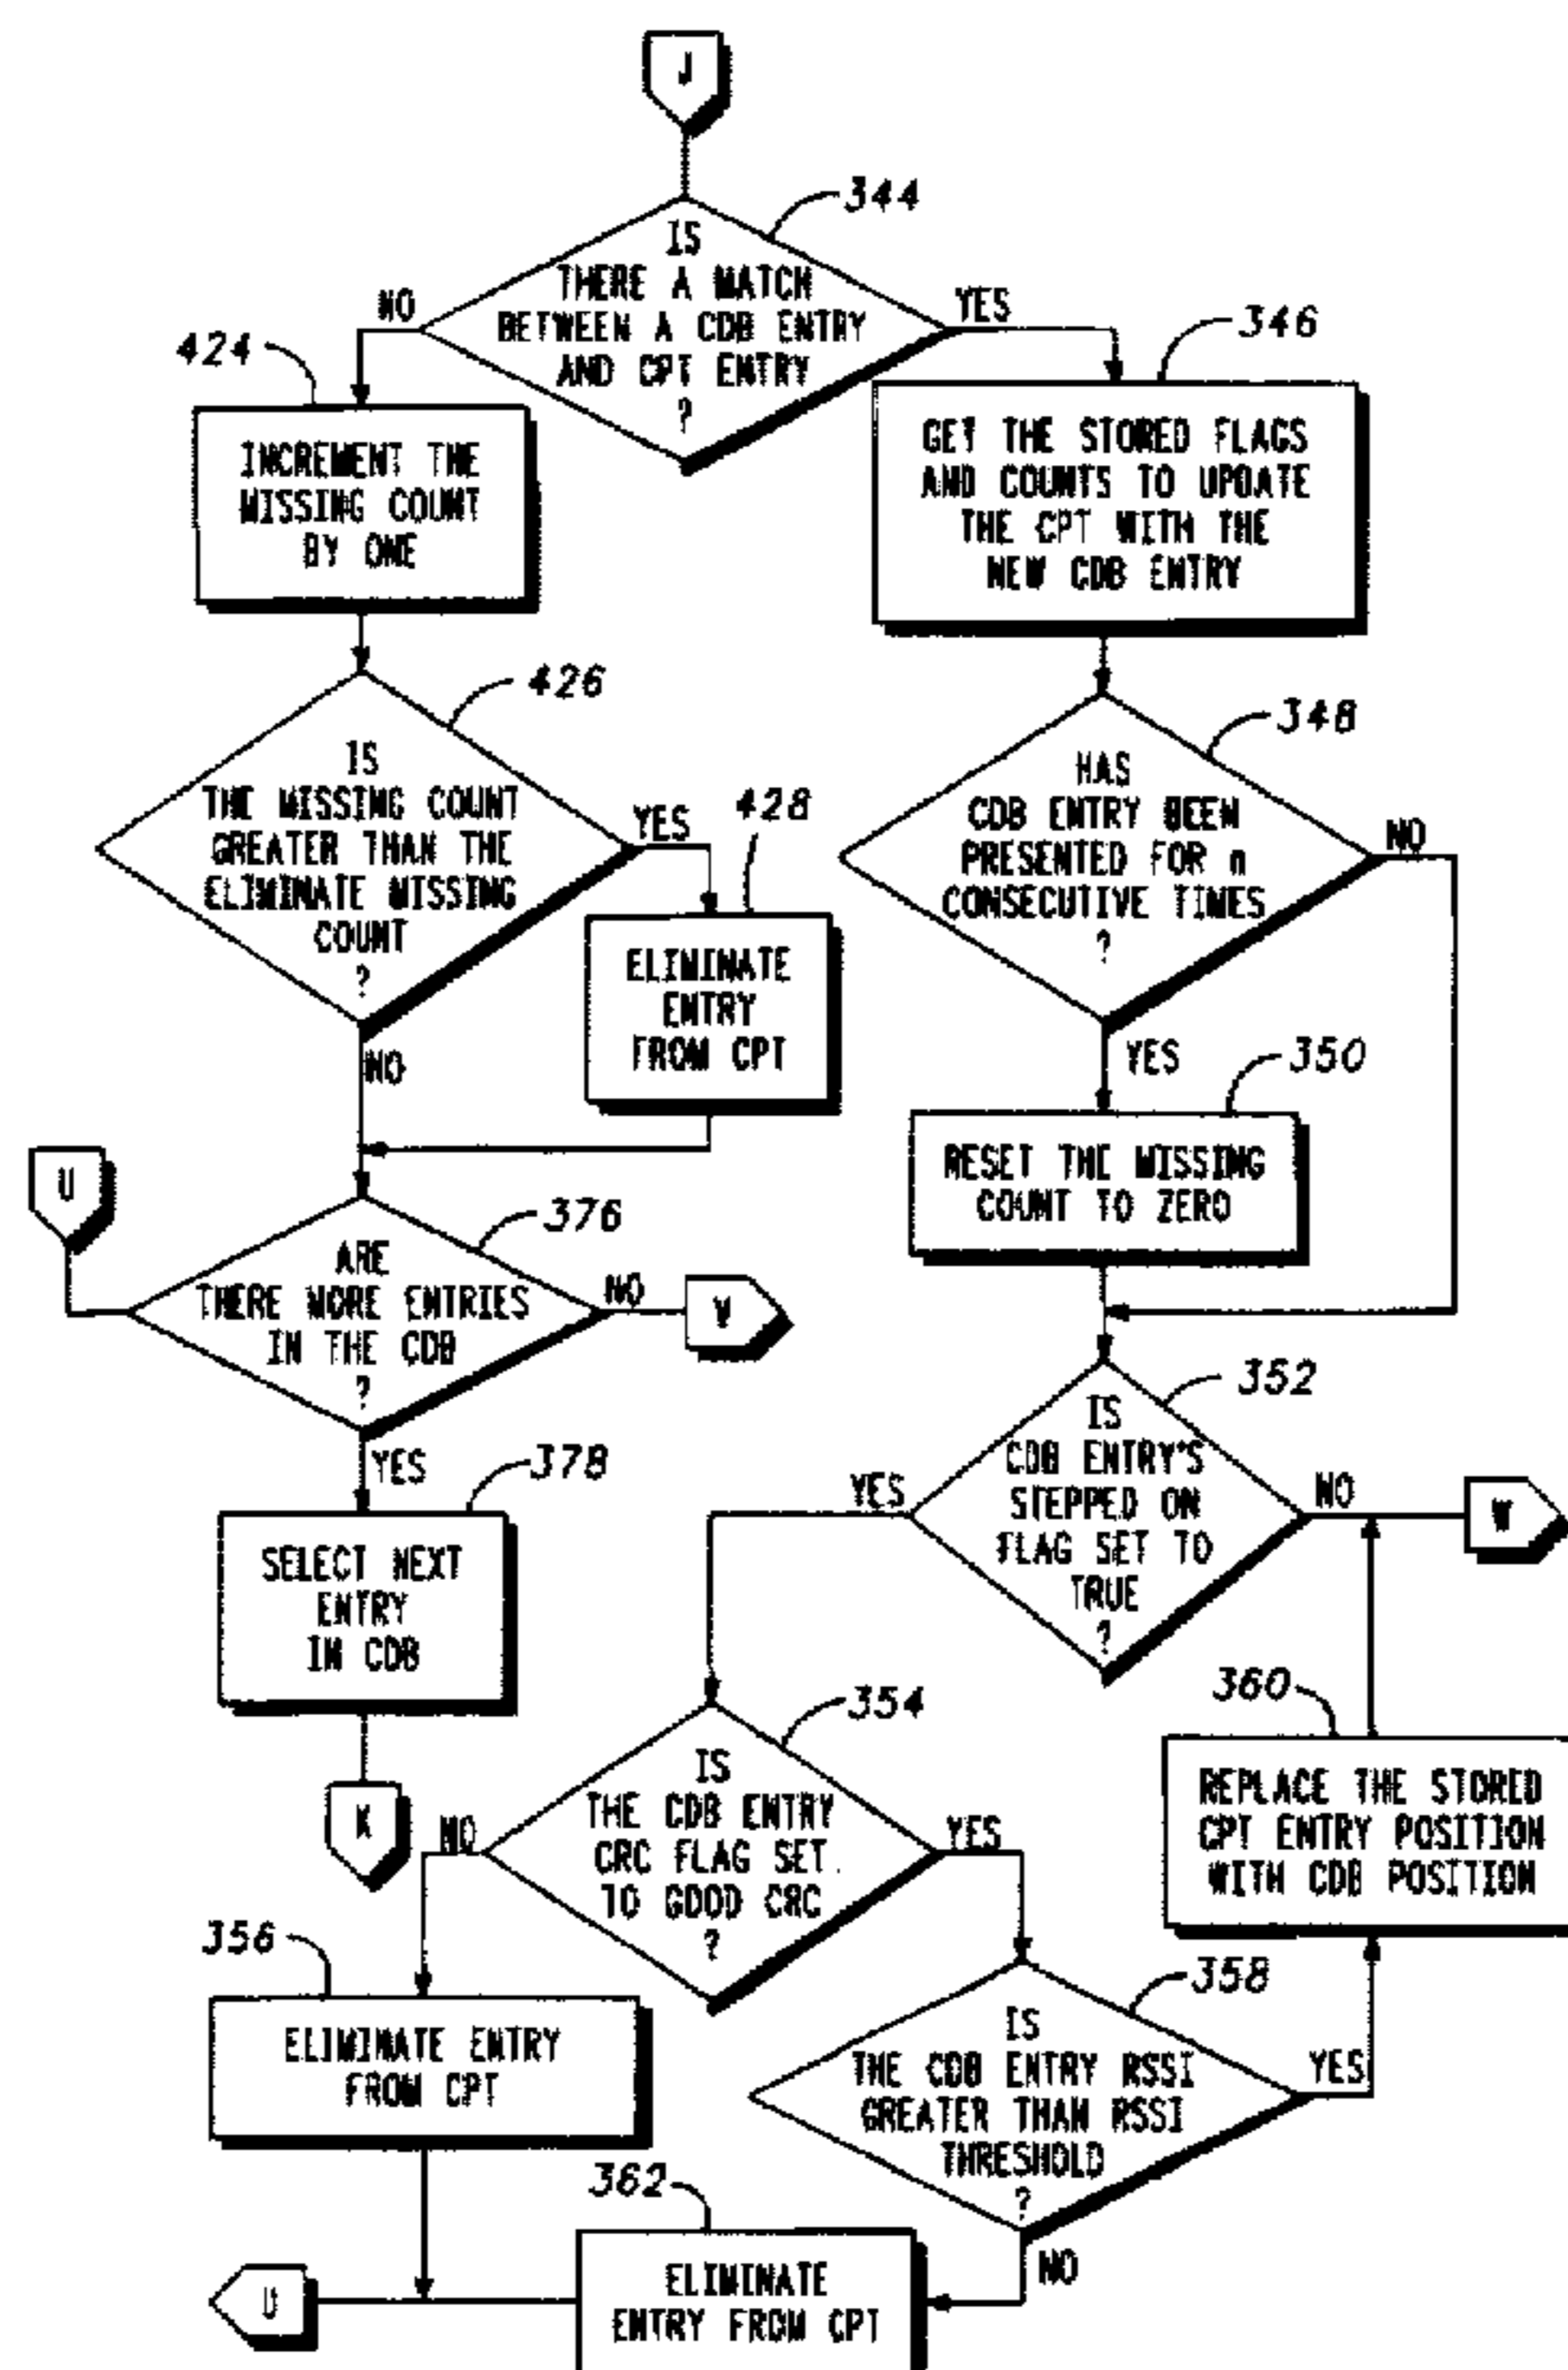 J
344
IS
THERE A MATCH
BETWEEN A CDB ENTRY
AND CPT ENTRY
?
NO
YES
424
INCREMENT THE
MISSING COUNT
BY ONE
346
GET THE STORED FLAGS
AND COUNTS TO UPDATE
THE CPT WITH THE
NEW CDB ENTRY
426
IS
THE MISSING COUNT
GREATER THAN THE
ELIMINATE MISSING
COUNT
?
YES
NO
428
ELIMINATE
ENTRY
FROM CPT
348
HAS
CDB ENTRY BEEN
PRESENTED FOR n
CONSECUTIVE TIMES
?
NO
YES
350
RESET THE MISSING
COUNT TO ZERO
U
376
ARE
THERE MORE ENTRIES
IN THE CDB
?
NO
V
YES
378
SELECT NEXT
ENTRY
IN CDB
K
352
IS
CDB ENTRY'S
STEPPED ON
FLAG SET TO
TRUE
?
YES
NO
W
354
IS
THE CDB ENTRY
CRC FLAG SET
TO GOOD CRC
?
NO
YES
360
REPLACE THE STORED
CPT ENTRY POSITION
WITH CDB POSITION
356
ELIMINATE ENTRY
FROM CPT
358
IS
THE CDB ENTRY RSSI
GREATER THAN RSSI
THRESHOLD
?
YES
NO
362
ELIMINATE
ENTRY FROM CPT
U